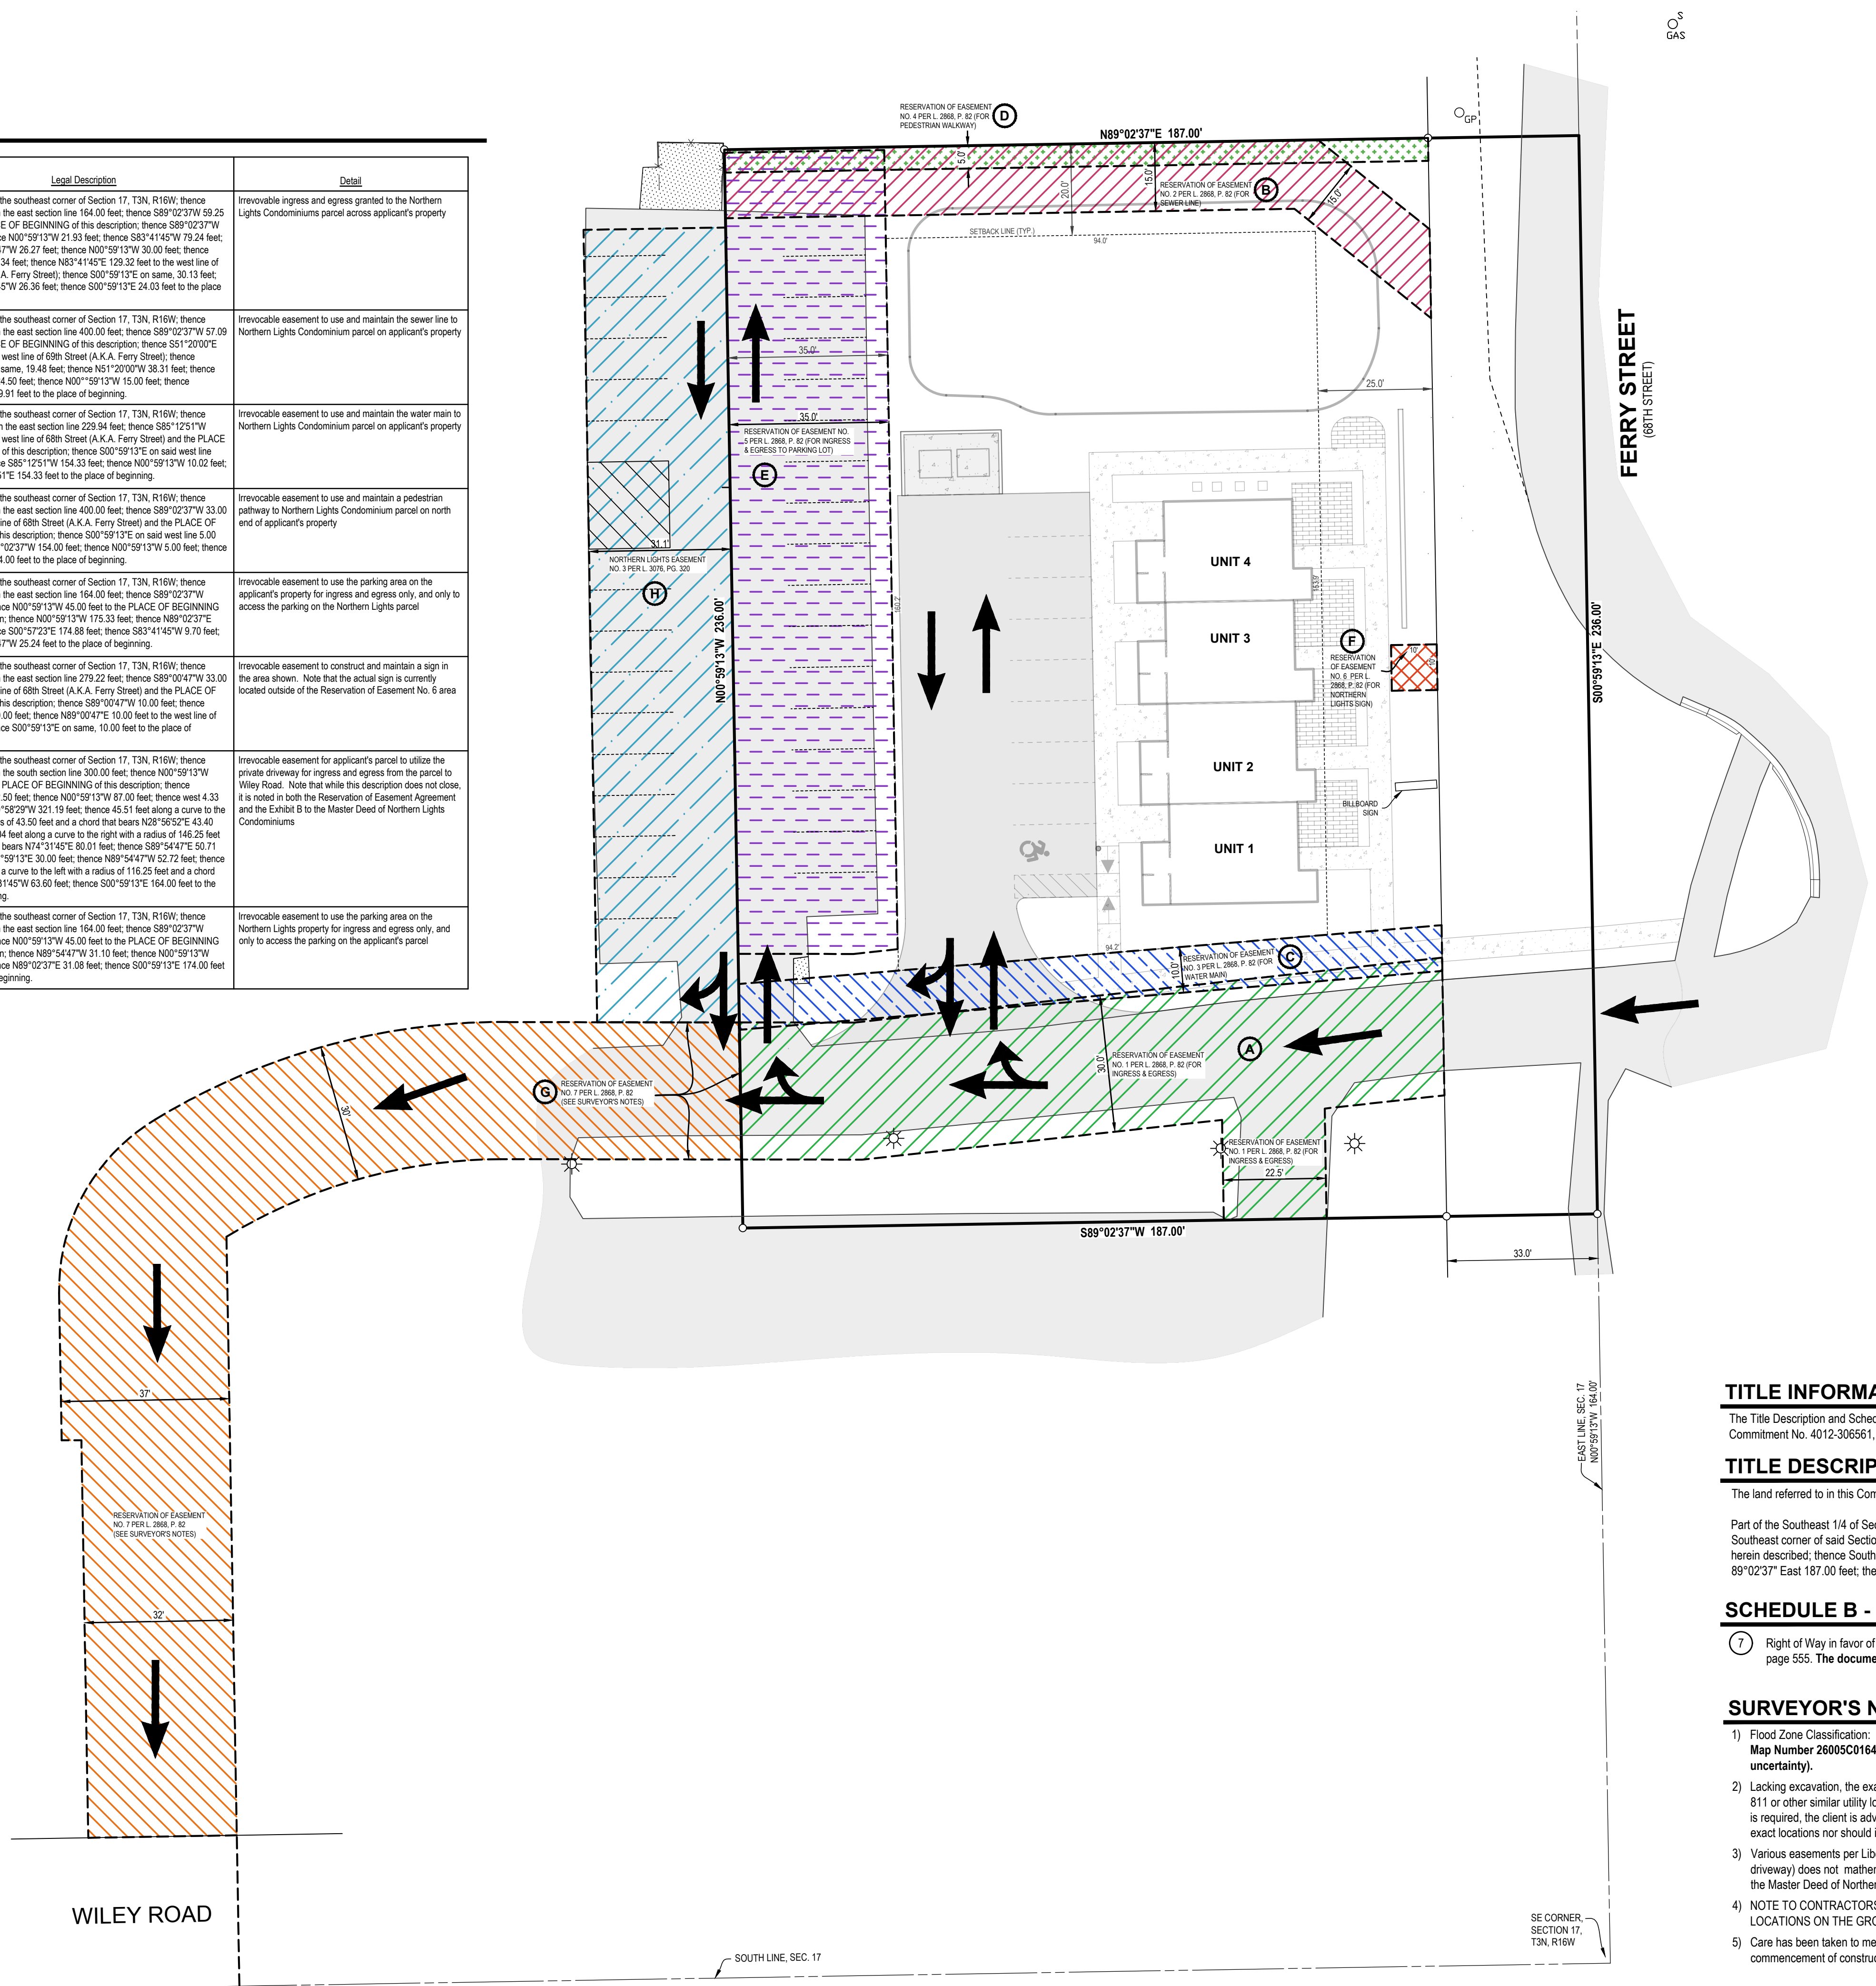 Legal Description
Detail
the southeast corner of Section 17, T3N, R16W; thence
the east section line 164.00 feet; thence S89°02'37"W 59.25
E OF BEGINNING of this description; thence S89°02'37"W
e N00°59'13"W 21.93 feet; thence S83°41'45"W 79.24 feet;
47"W 26.27 feet; thence N00°59'13"W 30.00 feet; thence
34 feet; thence N83°41'45"E 129.32 feet to the west line of
A. Ferry Street); thence S00°59'13"E on same, 30.13 feet;
5"W 26.36 feet; thence S00°59'13"E 24.03 feet to the place
Irrevocable ingress and egress granted to the Northern
Lights Condominiums parcel across applicant's property
the southeast corner of Section 17, T3N, R16W; thence
the east section line 400.00 feet; thence S89°02'37"W 57.09
E OF BEGINNING of this description; thence S51°20'00"E
west line of 69th Street (A.K.A. Ferry Street); thence
same, 19.48 feet; thence N51°20'00"W 38.31 feet; thence
4.50 feet; thence N00°°59'13"W 15.00 feet; thence
9.91 feet to the place of beginning.
Irrevocable easement to use and maintain the sewer line to
Northern Lights Condominium parcel on applicant's property
the southeast corner of Section 17, T3N, R16W; thence
the east section line 229.94 feet; thence S85°12'51"W
west line of 68th Street (A.K.A. Ferry Street) and the PLACE
of this description; thence S00°59'13"E on said west line
e S85°12'51"W 154.33 feet; thence N00°59'13"W 10.02 feet;
51"E 154.33 feet to the place of beginning.
Irrevocable easement to use and maintain the water main to
Northern Lights Condominium parcel on applicant's property
the southeast corner of Section 17, T3N, R16W; thence
the east section line 400.00 feet; thence S89°02'37"W 33.00
ine of 68th Street (A.K.A. Ferry Street) and the PLACE OF
his description; thence S00°59'13"E on said west line 5.00
°02'37"W 154.00 feet; thence N00°59'13"W 5.00 feet; thence
4.00 feet to the place of beginning.
Irrevocable easement to use and maintain a pedestrian
pathway to Northern Lights Condominium parcel on north
end of applicant's property
the southeast corner of Section 17, T3N, R16W; thence
the east section line 164.00 feet; thence S89°02'37"W
ce N00°59'13"W 45.00 feet to the PLACE OF BEGINNING
n; thence N00°59'13"W 175.33 feet; thence N89°02'37"E
e S00°57'23"E 174.88 feet; thence S83°41'45"W 9.70 feet;
47"W 25.24 feet to the place of beginning.
Irrevocable easement to use the parking area on the
applicant's property for ingress and egress only, and only to
access the parking on the Northern Lights parcel
the southeast corner of Section 17, T3N, R16W; thence
the east section line 279.22 feet; thence S89°00'47"W 33.00
ine of 68th Street (A.K.A. Ferry Street) and the PLACE OF
his description; thence S89°00'47"W 10.00 feet; thence
.00 feet; thence N89°00'47"E 10.00 feet to the west line of
ce S00°59'13"E on same, 10.00 feet to the place of
Irrevocable easement to construct and maintain a sign in
the area shown. Note that the actual sign is currently
located outside of the Reservation of Easement No. 6 area
the southeast corner of Section 17, T3N, R16W; thence
the south section line 300.00 feet; thence N00°59'13"W
PLACE OF BEGINNING of this description; thence
.50 feet; thence N00°59'13"W 87.00 feet; thence west 4.33
°58'29"W 321.19 feet; thence 45.51 feet along a curve to the
s of 43.50 feet and a chord that bears N28°56'52"E 43.40
04 feet along a curve to the right with a radius of 146.25 feet
bears N74°31'45"E 80.01 feet; thence S89°54'47"E 50.71
°59'13"E 30.00 feet; thence N89°54'47"W 52.72 feet; thence
a curve to the left with a radius of 116.25 feet and a chord
31'45"W 63.60 feet; thence S00°59'13"E 164.00 feet to the
ng.
Irrevocable easement for applicant's parcel to utilize the
private driveway for ingress and egress from the parcel to
Wiley Road. Note that while this description does not close,
it is noted in both the Reservation of Easement Agreement
and the Exhibit B to the Master Deed of Northern Lights
Condominiums
the southeast corner of Section 17, T3N, R16W; thence
the east section line 164.00 feet; thence S89°02'37"W
ce N00°59'13"W 45.00 feet to the PLACE OF BEGINNING
n; thence N89°54'47"W 31.10 feet; thence N00°59'13"W
ce N89°02'37"E 31.08 feet; thence S00°59'13"E 174.00 feet
eginning.
Irrevocable easement to use the parking area on the
Northern Lights property for ingress and egress only, and
only to access the parking on the applicant's parcel
S
GAS
GP
RESERVATION OF EASEMENT
NO. 4 PER L. 2868, P. 82 (FOR
PEDESTRIAN WALKWAY)
D
N89°02'37"E 187.00'
5.0'
20.0'
15.0'
RESERVATION OF EASEMENT
NO. 2 PER L. 2868, P. 82 (FOR
SEWER LINE)
B
15.0'
SETBACK LINE (TYP.)
94.0'
35.0'
25.0'
FERRY STREET
(68TH STREET)
35.0'
RESERVATION OF EASEMENT NO.
5 PER L. 2868, P. 82 (FOR INGRESS
& EGRESS TO PARKING LOT)
E
31.1'
NORTHERN LIGHTS EASEMENT
NO. 3 PER L. 3076, PG. 320
H
N00°59'13"W 236.00'
160.2'
153.9'
UNIT 4
UNIT 3
UNIT 2
UNIT 1
F
RESERVATION
OF EASEMENT
NO. 6 PER L.
2868, P. 82 (FOR
NORTHERN
LIGHTS SIGN)
10'
10'
S00°59'13"E 236.00'
BILLBOARD
SIGN
94.2'
10.0'
RESERVATION OF EASEMENT
NO. 3 PER L. 2868, P. 82 (FOR
WATER MAIN)
C
30.0'
RESERVATION OF EASEMENT
NO. 1 PER L. 2868, P. 82 (FOR
INGRESS & EGRESS)
A
G
RESERVATION OF EASEMENT
NO. 7 PER L. 2868, P. 82
(SEE SURVEYOR'S NOTES)
30'
RESERVATION OF EASEMENT
NO. 1 PER L. 2868, P. 82 (FOR
INGRESS & EGRESS)
22.5'
S89°02'37"W 187.00'
33.0'
37'
RESERVATION OF EASEMENT
NO. 7 PER L. 2868, P. 82
(SEE SURVEYOR'S NOTES)
32'
WILEY ROAD
SOUTH LINE, SEC. 17
EAST LINE, SEC. 17
N00°59'13"W 164.00'
SE CORNER,
SECTION 17,
T3N, R16W
TITLE INFORMA
The Title Description and Sched
Commitment No. 4012-306561,
TITLE DESCRIP
The land referred to in this Com
Part of the Southeast 1/4 of Sec
Southeast corner of said Sectio
herein described; thence South
89°02'37" East 187.00 feet; the
SCHEDULE B -
7 Right of Way in favor of
page 555. The docume
SURVEYOR'S N
1) Flood Zone Classification:
Map Number 26005C0164
uncertainty).
2) Lacking excavation, the exa
811 or other similar utility lo
is required, the client is adv
exact locations nor should i
3) Various easements per Libe
driveway) does not mather
the Master Deed of Norther
4) NOTE TO CONTRACTORS
LOCATIONS ON THE GRO
5) Care has been taken to me
commencement of construc